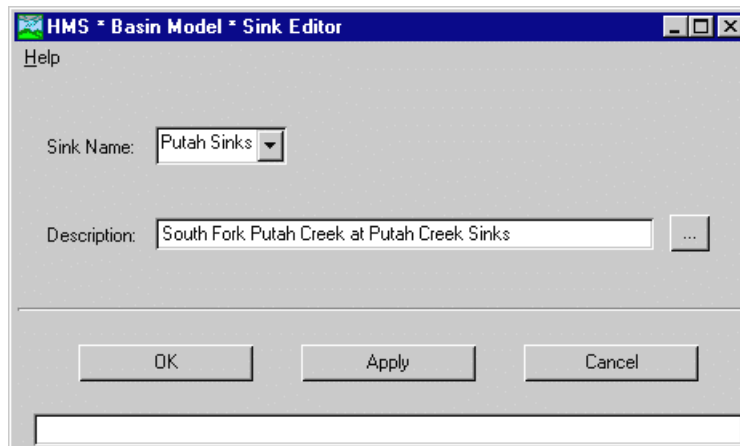 HMS * Basin Model * Sink Editor
Help
Sink Name: Putah Sinks
Description: South Fork Putah Creek at Putah Creek Sinks ...
OK Apply Cancel